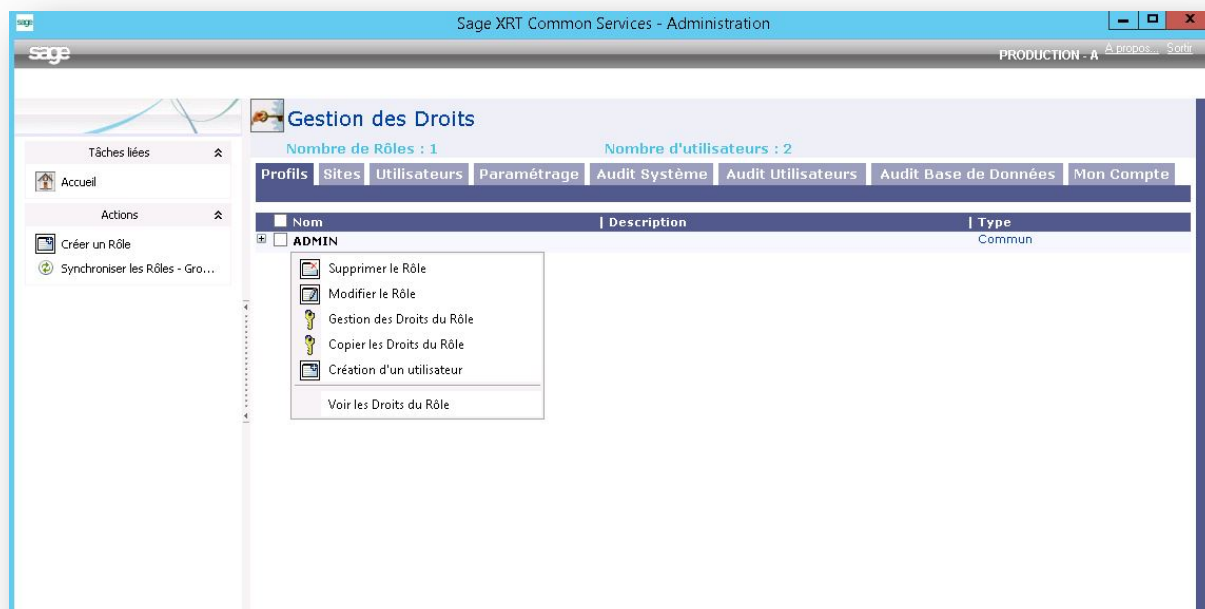 sage
Sage XRT Common Services - Administration
sage
PRODUCTION - A
A propos... Sortir
Gestion des Droits
Nombre de Rôles : 1
Nombre d'utilisateurs : 2
Tâches liées
Accueil
Actions
Créer un Rôle
Synchroniser les Rôles - Gro...
Profils Sites Utilisateurs Paramétrage Audit Système Audit Utilisateurs Audit Base de Données Mon Compte
Nom | Description | Type
ADMIN Commun
Supprimer le Rôle
Modifier le Rôle
Gestion des Droits du Rôle
Copier les Droits du Rôle
Création d'un utilisateur
Voir les Droits du Rôle